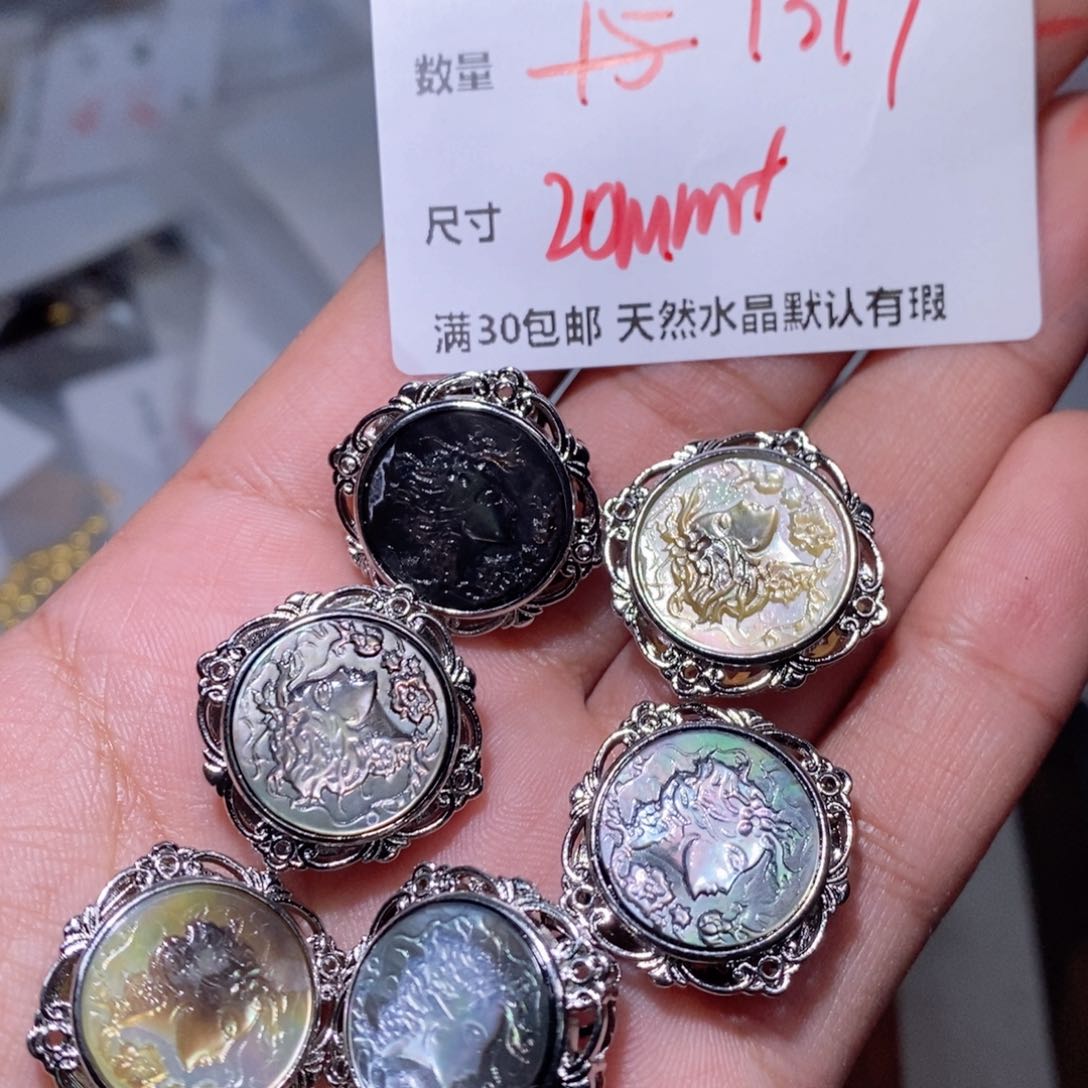 数量
尺寸 20mm+
满30包邮 天然水晶默认有瑕